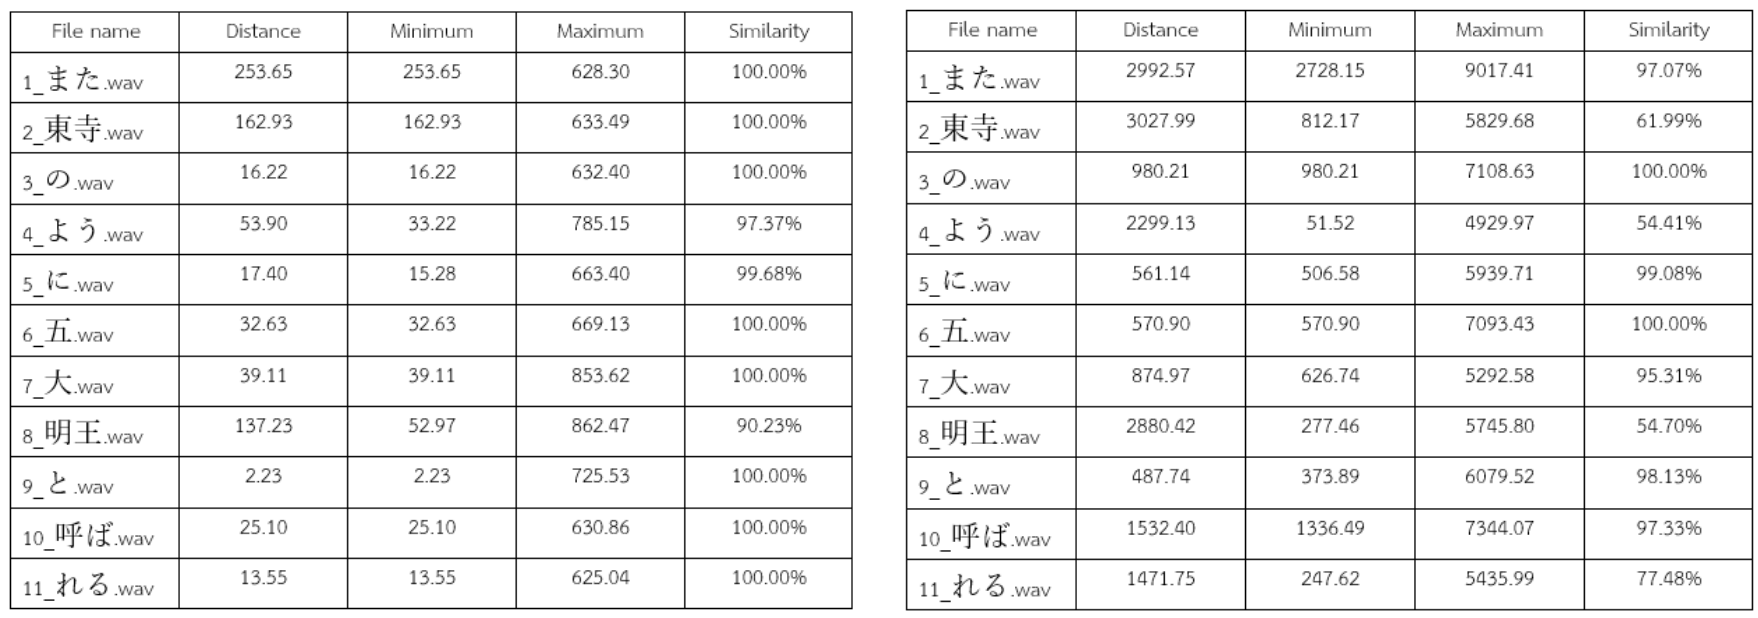 File name Distance Minimum Maximum Similarity
1_また.wav 253.65 253.65 628.30 100.00%
2_東寺.wav 162.93 162.93 633.49 100.00%
3_の.wav 16.22 16.22 632.40 100.00%
4_よう.wav 53.90 33.22 785.15 97.37%
5_に.wav 17.40 15.28 663.40 99.68%
6_五.wav 32.63 32.63 669.13 100.00%
7_大.wav 39.11 39.11 853.62 100.00%
8_明王.wav 137.23 52.97 862.47 90.23%
9_と.wav 2.23 2.23 725.53 100.00%
10_呼ば.wav 25.10 25.10 630.86 100.00%
11_れる.wav 13.55 13.55 625.04 100.00%
File name Distance Minimum Maximum Similarity
1_また.wav 2992.57 2728.15 9017.41 97.07%
2_東寺.wav 3027.99 812.17 5829.68 61.99%
3_の.wav 980.21 980.21 7108.63 100.00%
4_よう.wav 2299.13 51.52 4929.97 54.41%
5_に.wav 561.14 506.58 5939.71 99.08%
6_五.wav 570.90 570.90 7093.43 100.00%
7_大.wav 874.97 626.74 5292.58 95.31%
8_明王.wav 2880.42 277.46 5745.80 54.70%
9_と.wav 487.74 373.89 6079.52 98.13%
10_呼ば.wav 1532.40 1336.49 7344.07 97.33%
11_れる.wav 1471.75 247.62 5435.99 77.48%